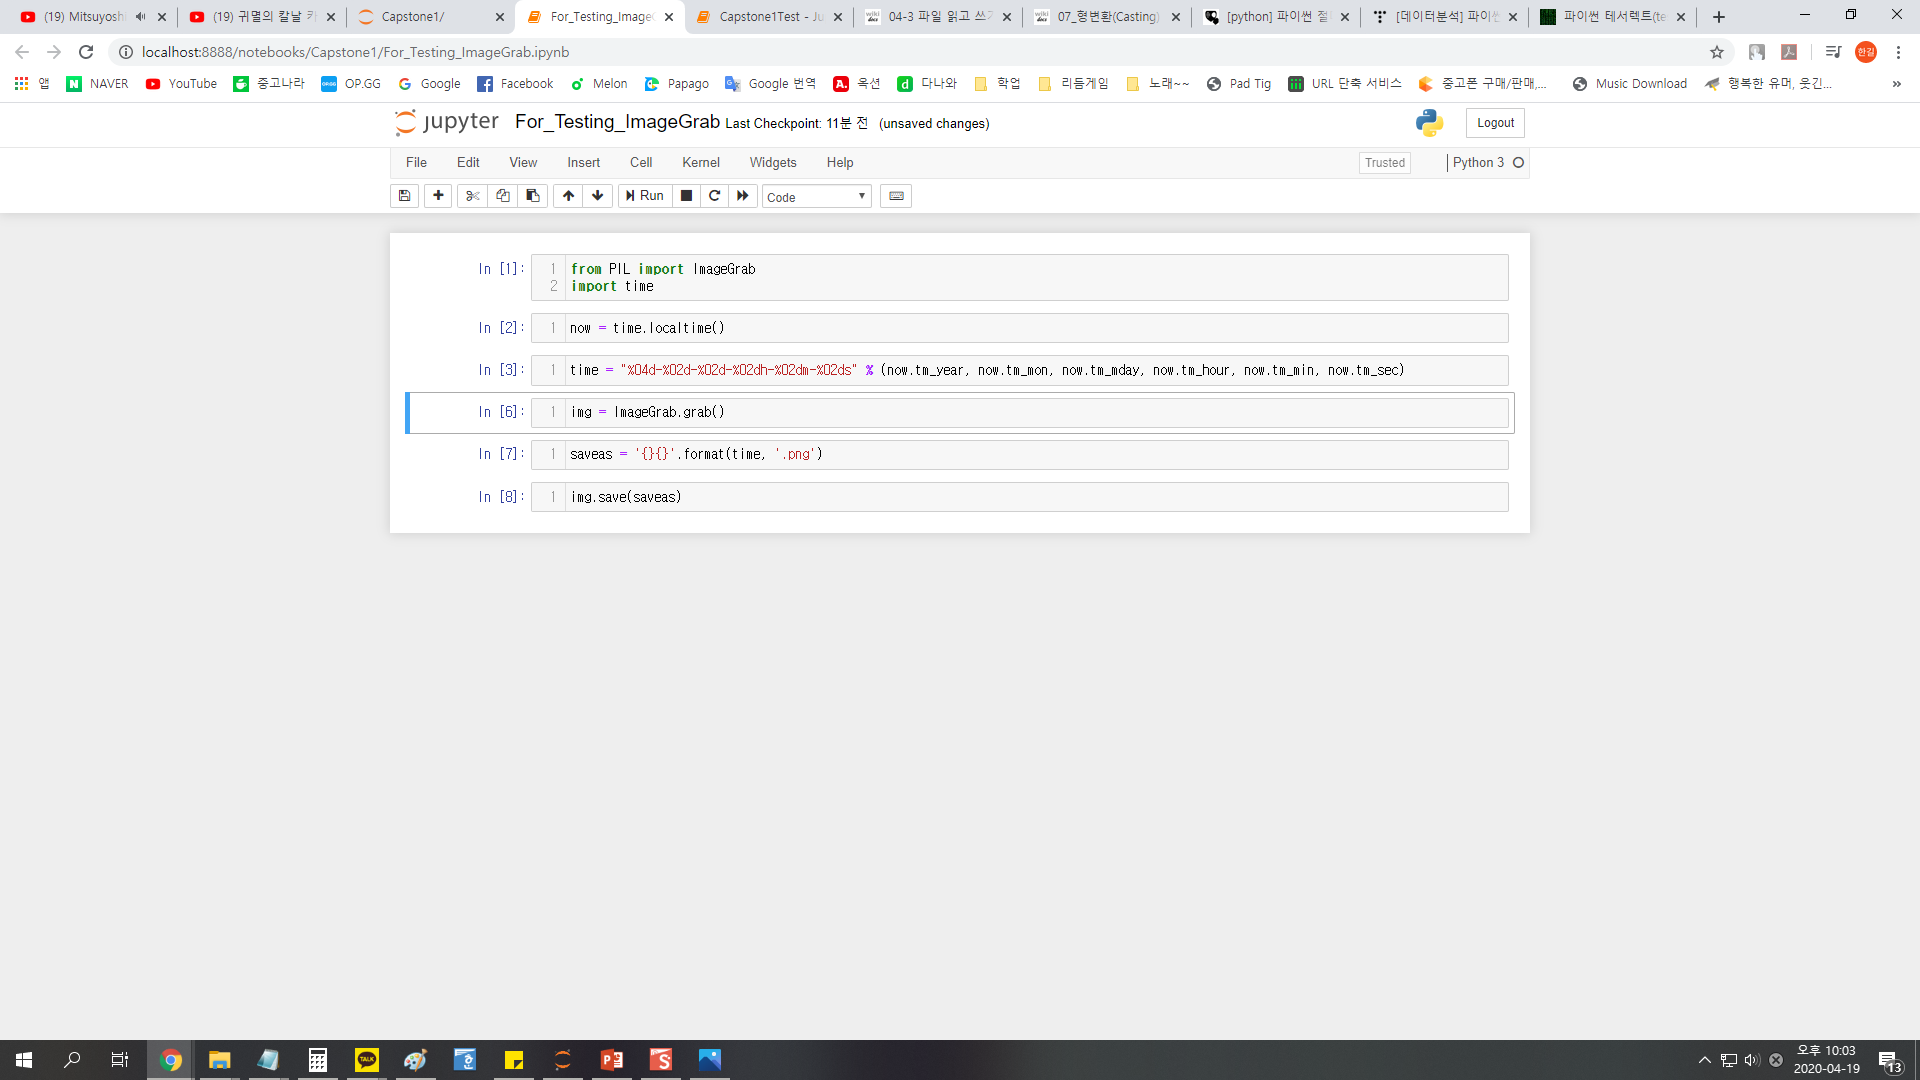 (19) Mitsuyoshi
(19) 귀멸의 칼날 카
Capstone1/
For_Testing_ImageG
Capstone1Test - Ju
04-3 파일 읽고 쓰기
07_형변환(Casting)
[python] 파이썬 절
[데이터분석] 파이썬
파이썬 테서렉트(te
localhost:8888/notebooks/Capstone1/For_Testing_ImageGrab.ipynb
한길
앱
NAVER
YouTube
중고나라
OP.GG
Google
Facebook
Melon
Papago
Google 번역
옥션
다나와
학업
리듬게임
노래~~
Pad Tig
URL 단축 서비스
중고폰 구매/판매,...
Music Download
행복한 유머, 웃긴...
»
jupyter
For_Testing_ImageGrab Last Checkpoint: 11분 전 (unsaved changes)
Logout
File Edit View Insert Cell Kernel Widgets Help
Trusted
Python 3
Run
Code
In [1]:
1 from PIL import ImageGrab
2 import time
In [2]: 1 now = time.localtime()
In [3]: 1 time = "%04d-%02d-%02d-%02dh-%02dm-%02ds" % (now.tm_year, now.tm_mon, now.tm_mday, now.tm_hour, now.tm_min, now.tm_sec)
In [6]: 1 img = ImageGrab.grab()
In [7]: 1 saveas = '{}{}'.format(time, '.png')
In [8]: 1 img.save(saveas)
TALK
오후 10:03
2020-04-19
13